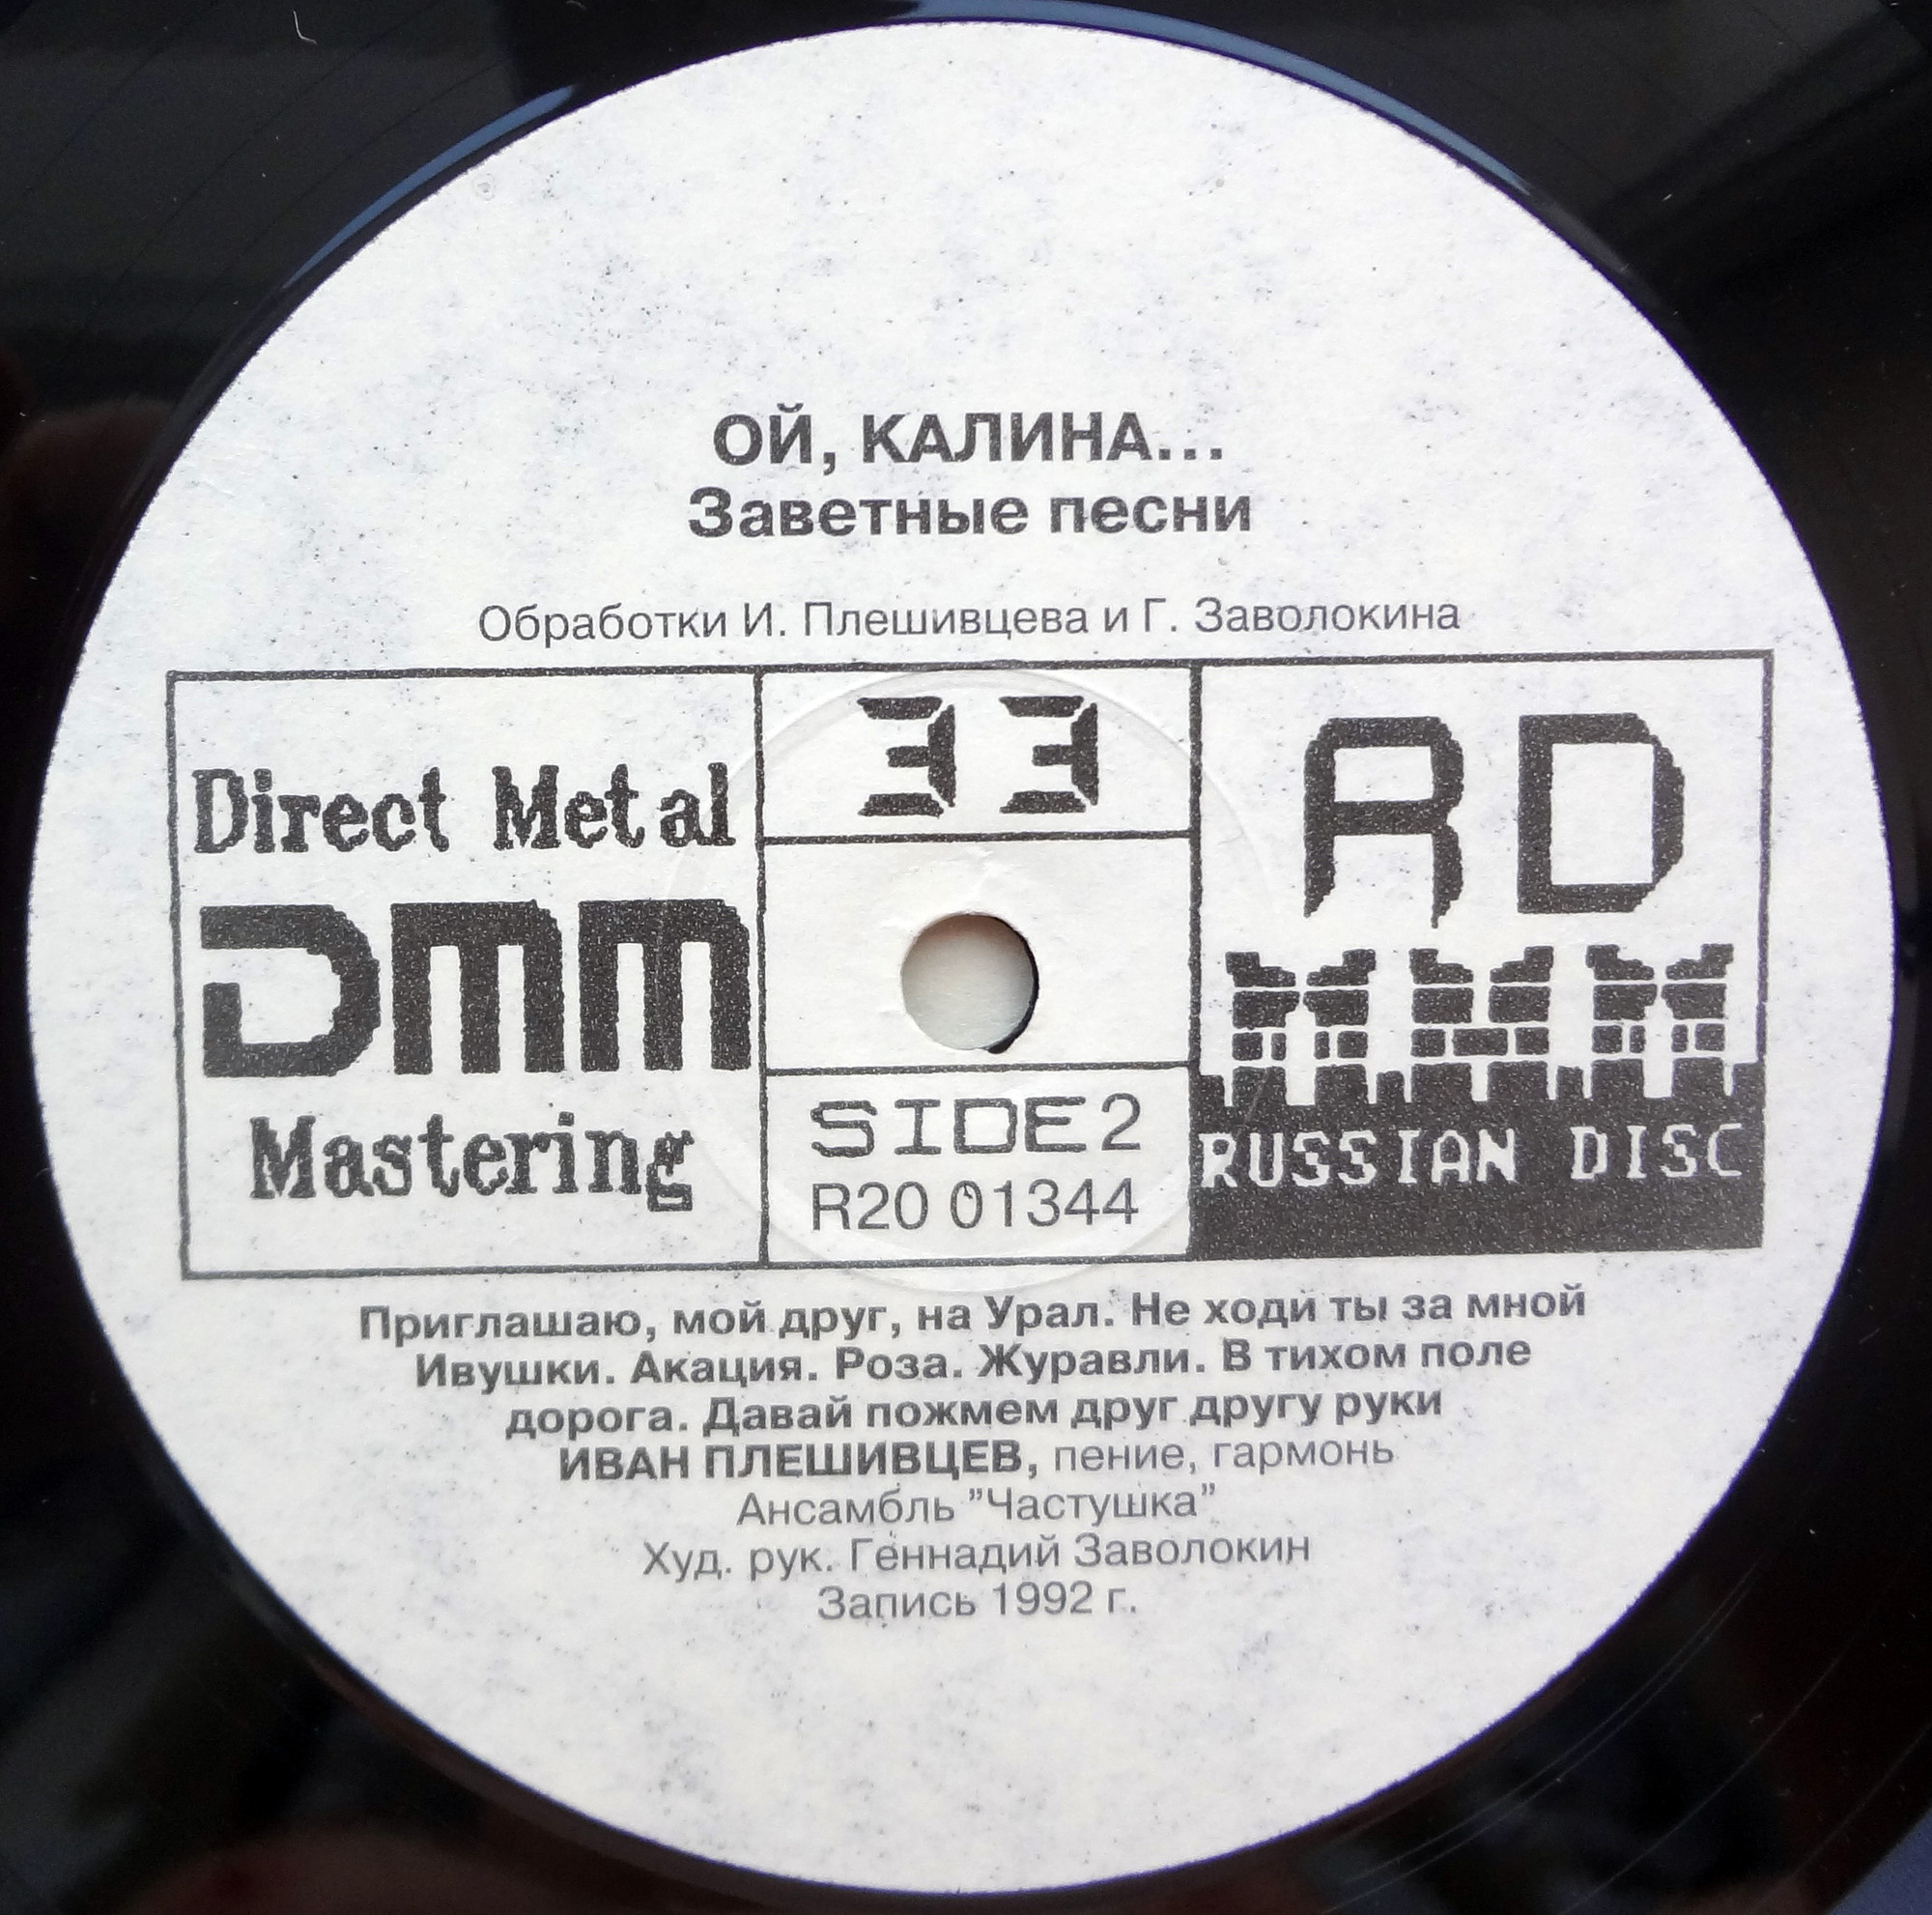 ОЙ, КАЛИНА...
Заветные песни
Обработки И. Плешивцева и Г. Заволокина
Direct Metal
DMM
Mastering
33
SIDE 2
R20 01344
RD
RUSSIAN DISC
Приглашаю, мой друг, на Урал. Не ходи ты за мной
Ивушки. Акация. Роза. Журавли. В тихом поле
дорога. Давай пожмем друг другу руки
ИВАН ПЛЕШИВЦЕВ, пение, гармонь
Ансамбль ”Частушка”
Худ. рук. Геннадий Заволокин
Запись 1992 г.